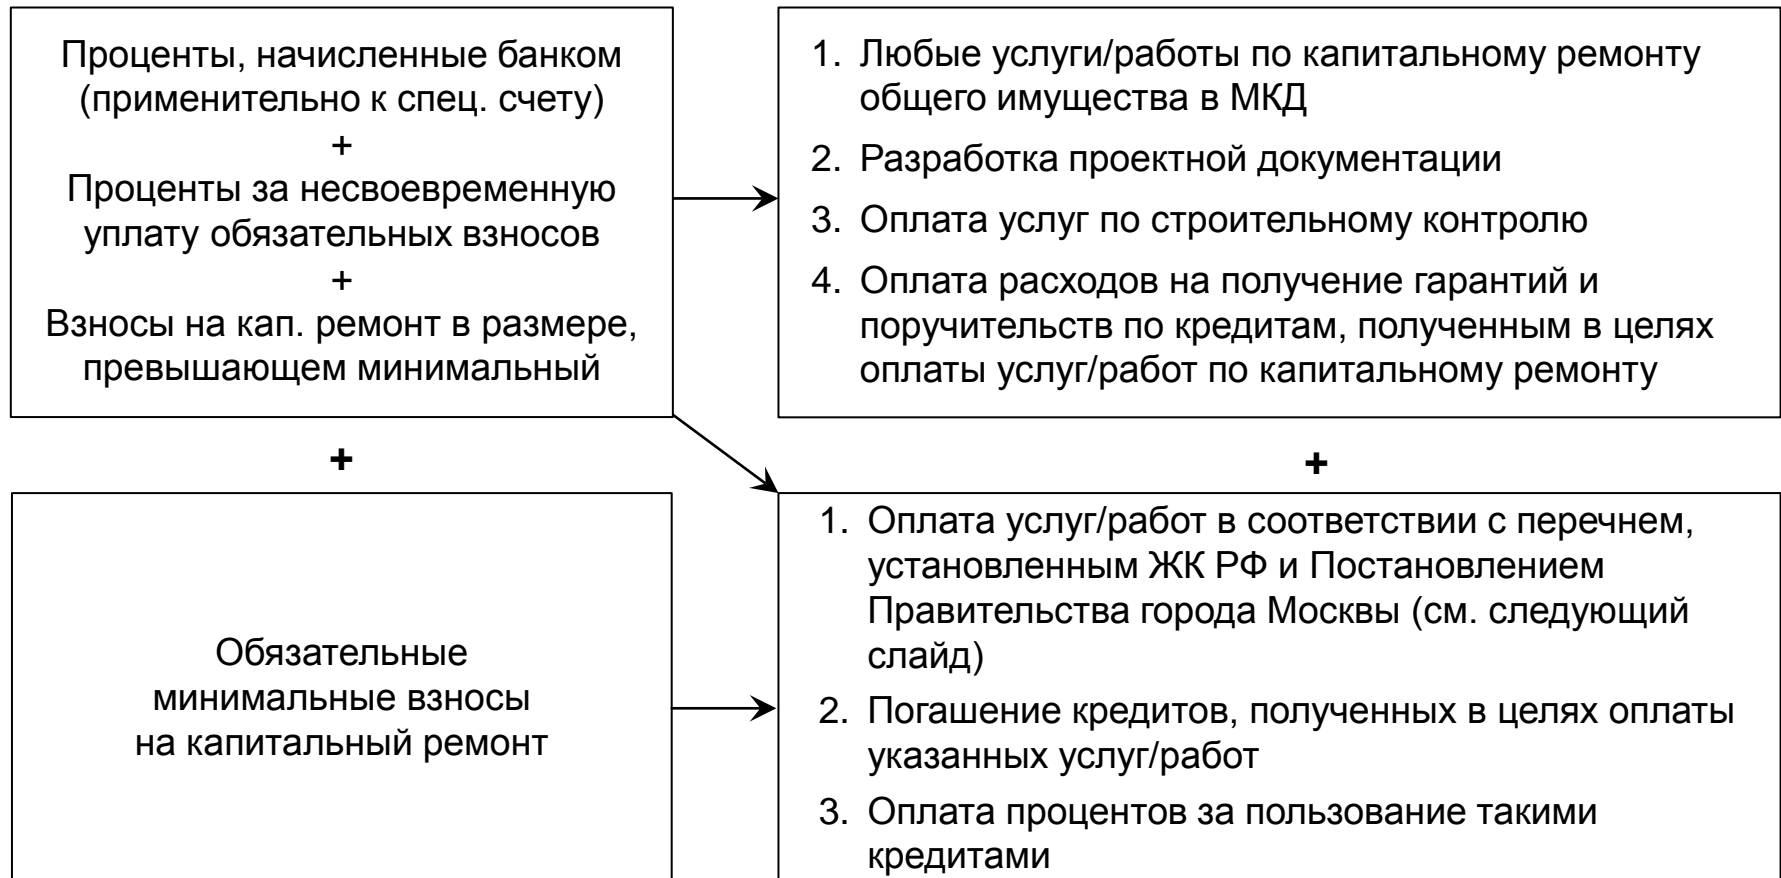 Проценты, начисленные банком
(применительно к спец. счету)
+
Проценты за несвоевременную
уплату обязательных взносов
+
Взносы на кап. ремонт в размере,
превышающем минимальный
1. Любые услуги/работы по капитальному ремонту
общего имущества в МКД
2. Разработка проектной документации
3. Оплата услуг по строительному контролю
4. Оплата расходов на получение гарантий и
поручительств по кредитам, полученным в целях
оплаты услуг/работ по капитальному ремонту
+
+
Обязательные
минимальные взносы
на капитальный ремонт
1. Оплата услуг/работ в соответствии с перечнем,
установленным ЖК РФ и Постановлением
Правительства города Москвы (см. следующий
слайд)
2. Погашение кредитов, полученных в целях оплаты
указанных услуг/работ
3. Оплата процентов за пользование такими
кредитами